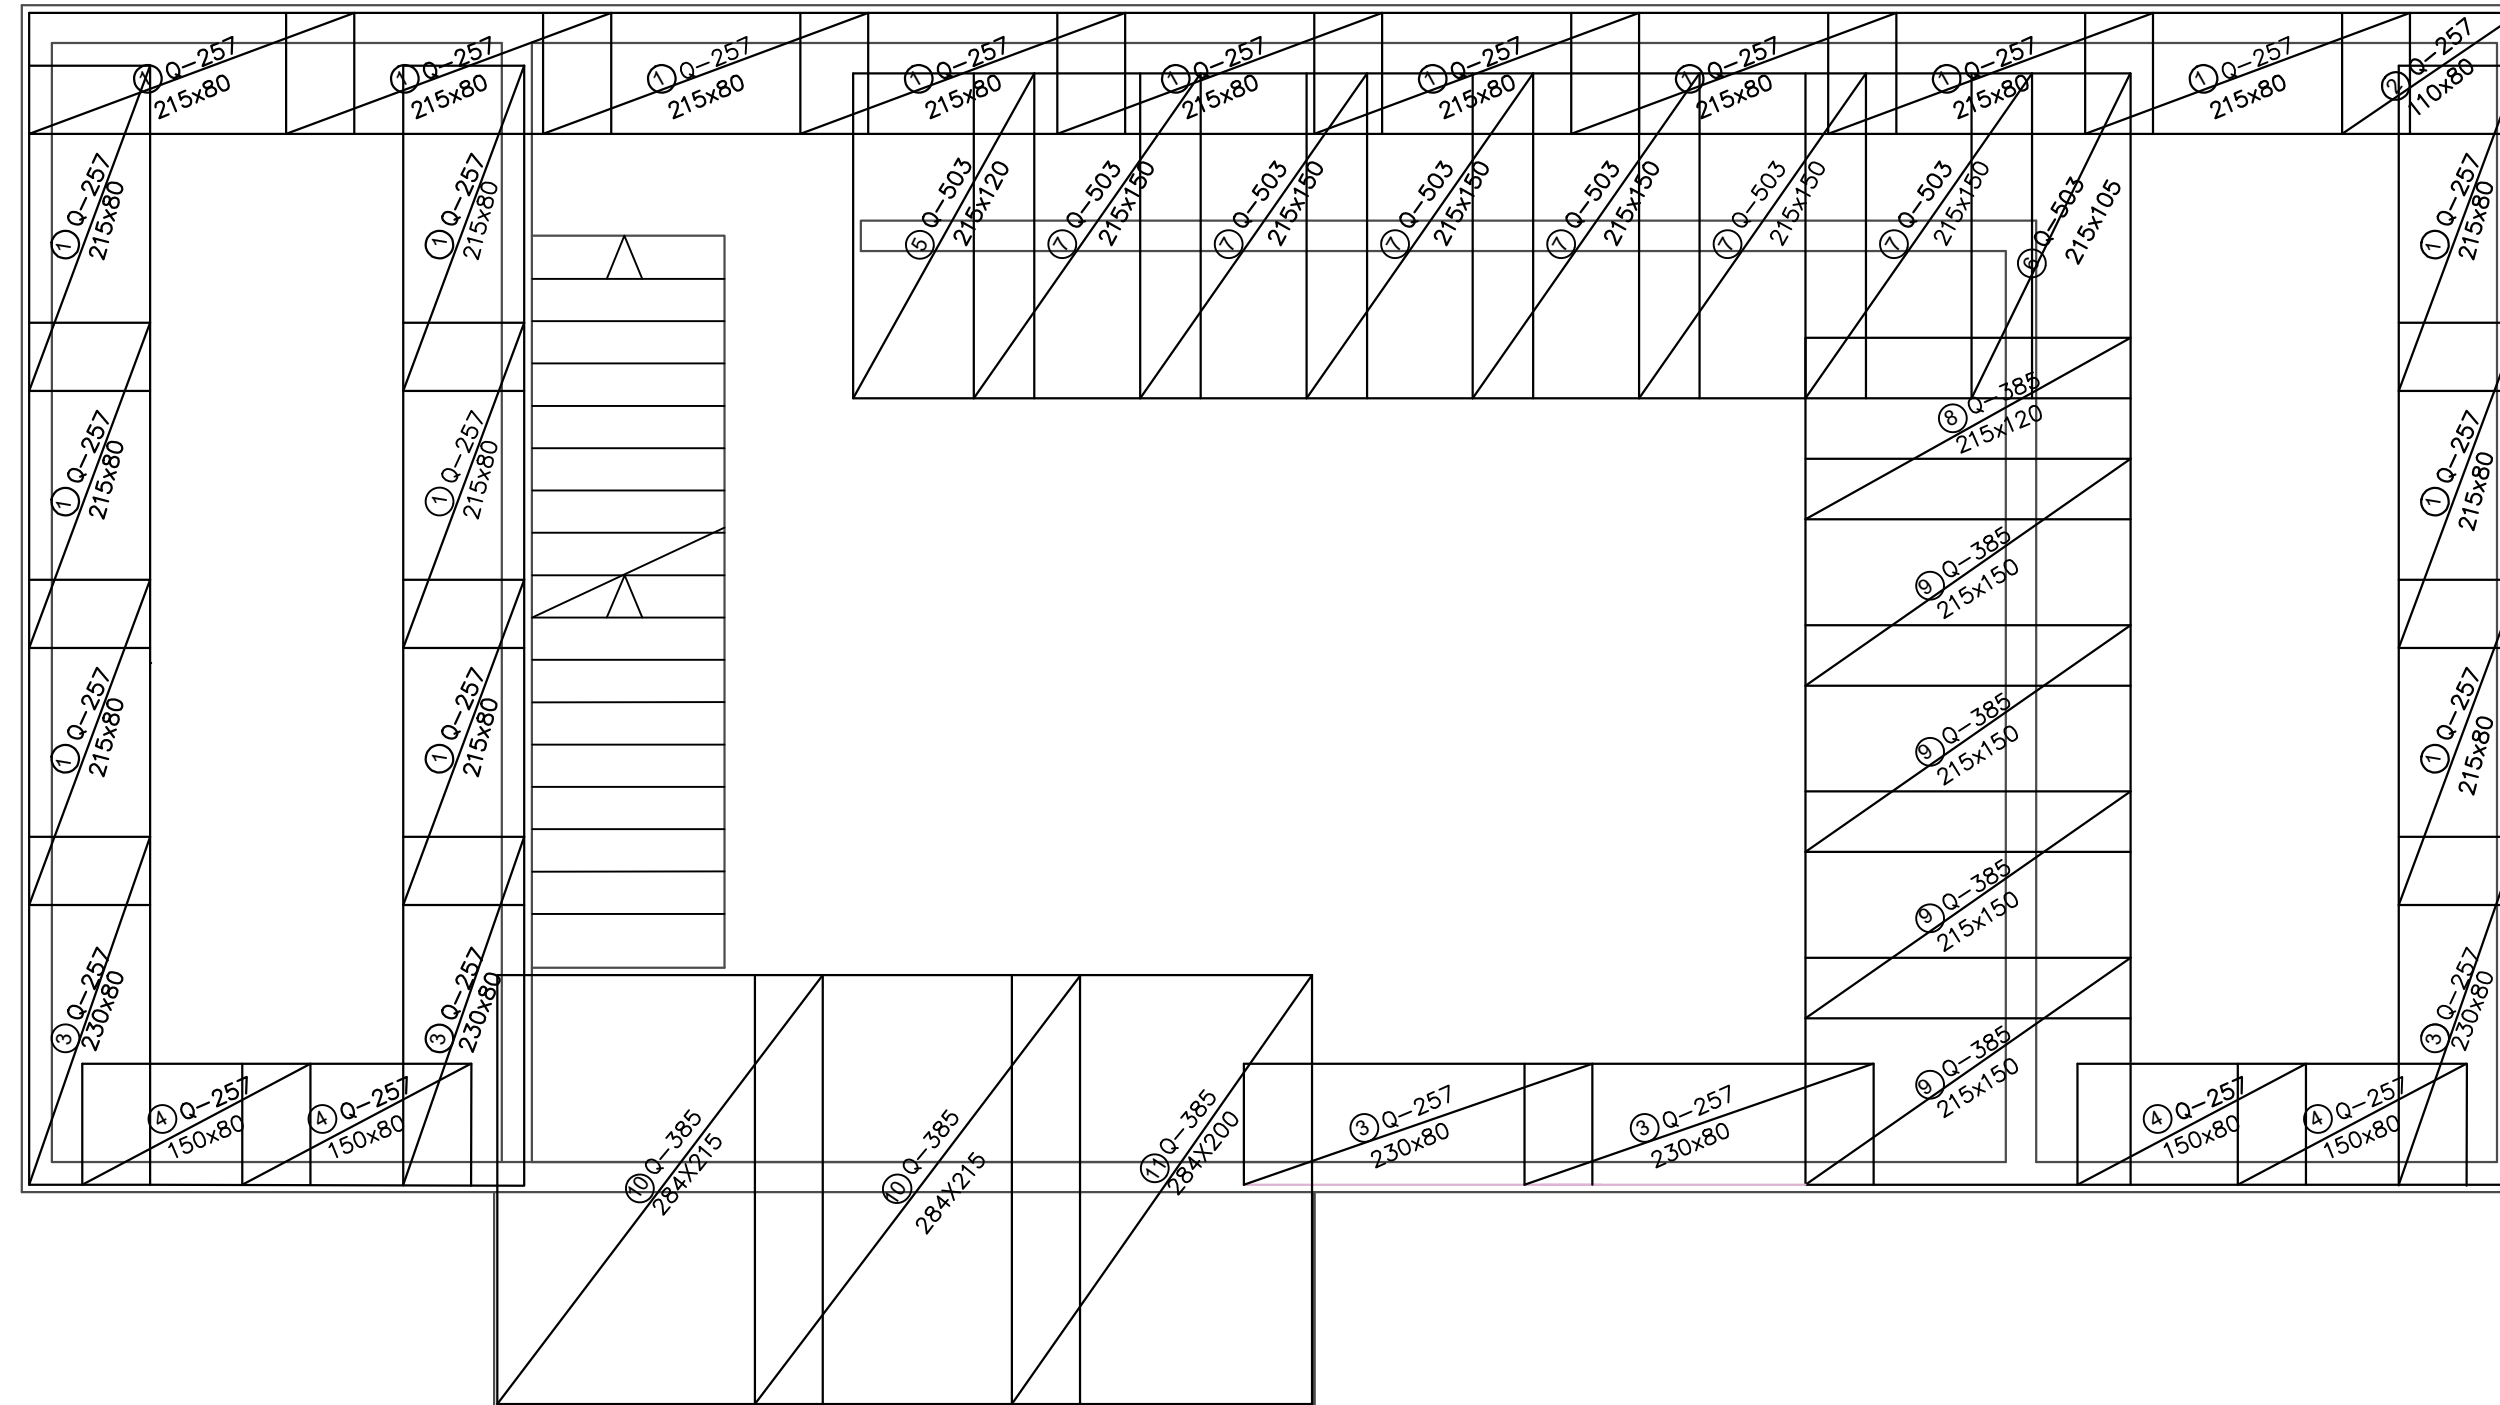 1 Q-257
215x80
1 Q-257
215x80
1 Q-257
215x80
1 Q-257
215x80
1 Q-257
215x80
1 Q-257
215x80
1 Q-257
215x80
1 Q-257
215x80
1 Q-257
215x80
2 Q-257
110x80
1 Q-257
215x80
1 Q-257
215x80
5 Q-503
215x120
7 Q-503
215x150
7 Q-503
215x150
7 Q-503
215x150
7 Q-503
215x150
7 Q-503
215x150
7 Q-503
215x150
6 Q-503
215x105
1 Q-257
215x80
1 Q-257
215x80
1 Q-257
215x80
8 Q-385
215x120
1 Q-257
215x80
9 Q-385
215x150
1 Q-257
215x80
1 Q-257
215x80
9 Q-385
215x150
1 Q-257
215x80
9 Q-385
215x150
3 Q-257
230x80
3 Q-257
230x80
9 Q-385
215x150
3 Q-257
230x80
4 Q-257
150x80
4 Q-257
150x80
10 Q-385
284X215
10 Q-385
284X215
11 Q-385
284X200
3 Q-257
230x80
3 Q-257
230x80
4 Q-257
150x80
4 Q-257
150x80